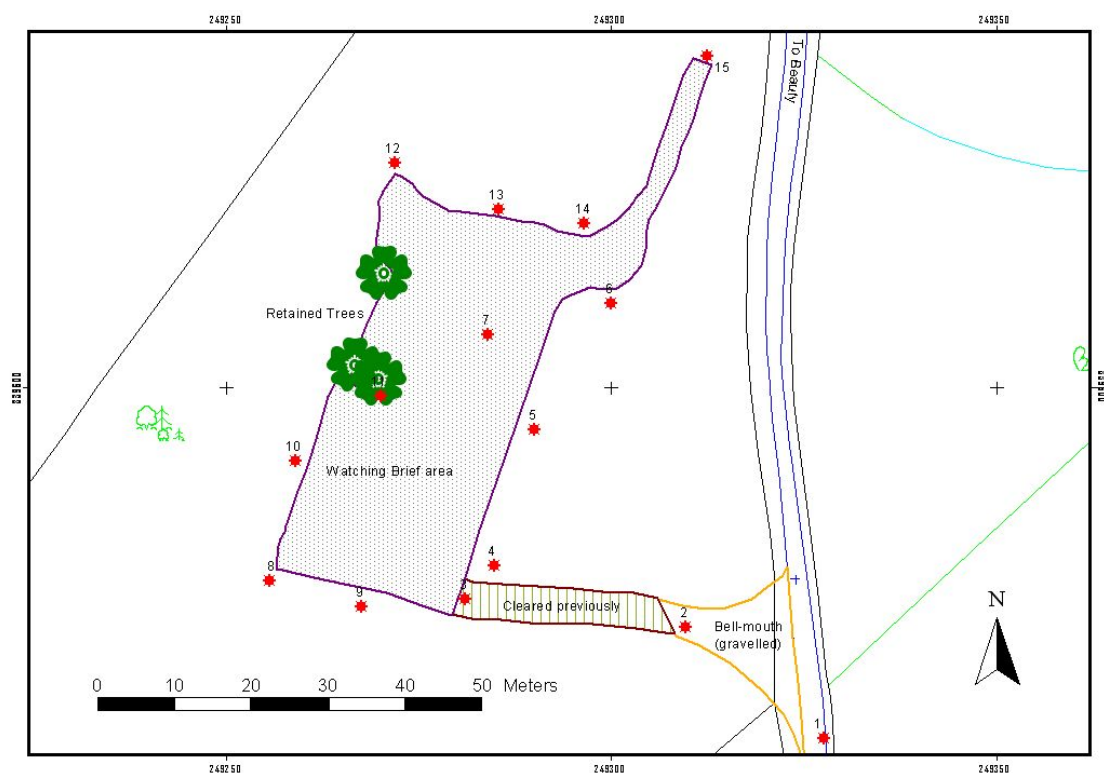 249250 249300 249350
To Beauly
15
12
13
14
6
Retained Trees
7
839600
11
5
10
Watching Brief area
4
8
3
9
Cleared previously
2
Bell-mouth
(gravelled)
N
0 10 20 30 40 50 Meters
1
249250 249300 249350